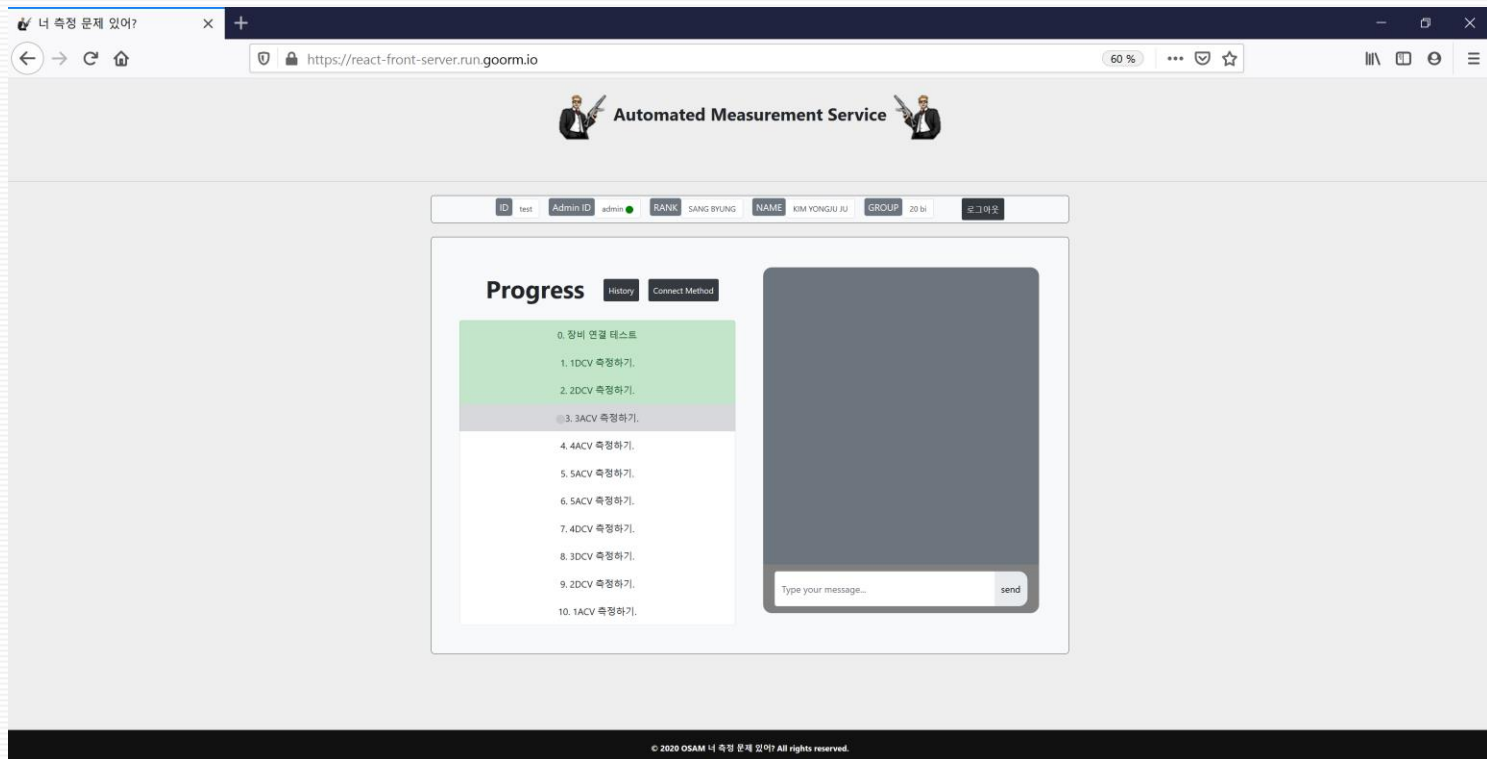 너 측정 문제 있어?
https://react-front-server.run.goorm.io
60 %
Automated Measurement Service
ID test Admin ID admin RANK SANG BYUNG NAME KIM YONGJU JU GROUP 20 bi 로그아웃
Progress History Connect Method
0. 장비 연결 테스트
1. 1DCV 측정하기.
2. 2DCV 측정하기.
3. 3ACV 측정하기.
4. 4ACV 측정하기.
5. 5ACV 측정하기.
6. 5ACV 측정하기.
7. 4DCV 측정하기.
8. 3DCV 측정하기.
9. 2DCV 측정하기.
10. 1ACV 측정하기.
Type your message... send
© 2020 OSAM 너 측정 문제 있어? All rights reserved.